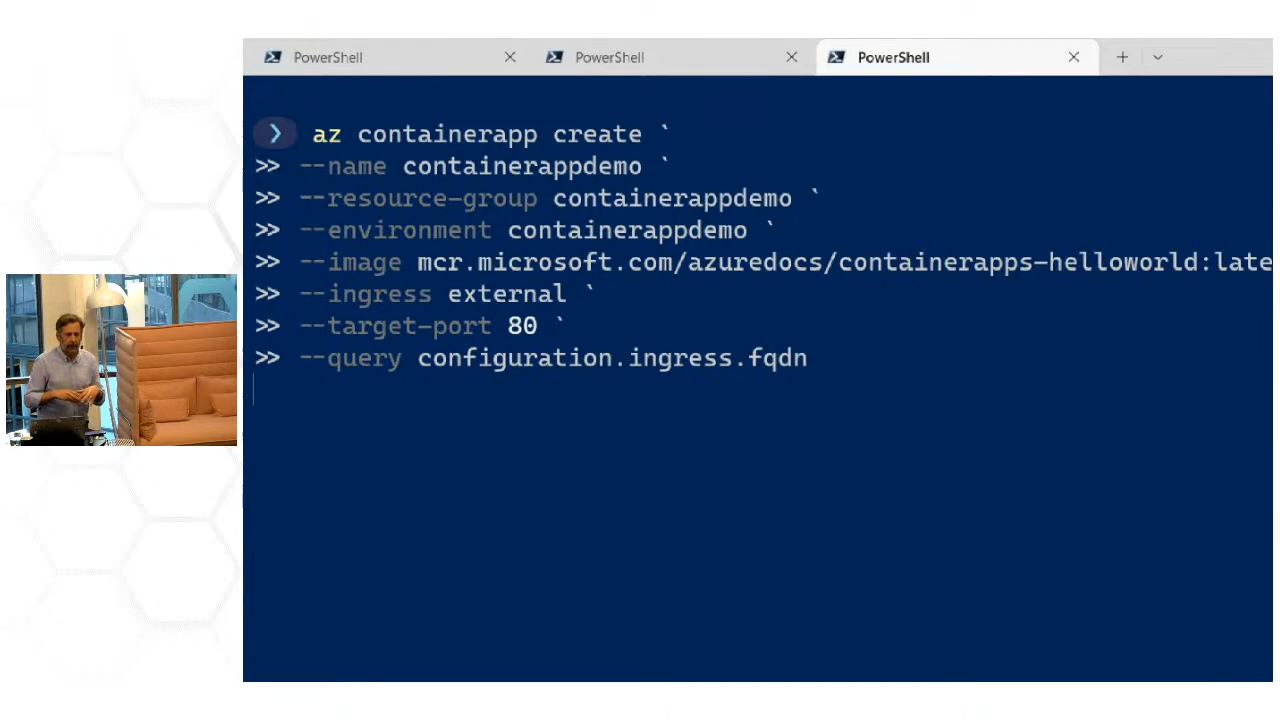 PowerShell
PowerShell
PowerShell
❯ az containerapp create `
>> --name containerappdemo `
>> --resource-group containerappdemo `
>> --environment containerappdemo `
>> --image mcr.microsoft.com/azuredocs/containerapps-helloworld:late
>> --ingress external `
>> --target-port 80 `
>> --query configuration.ingress.fqdn